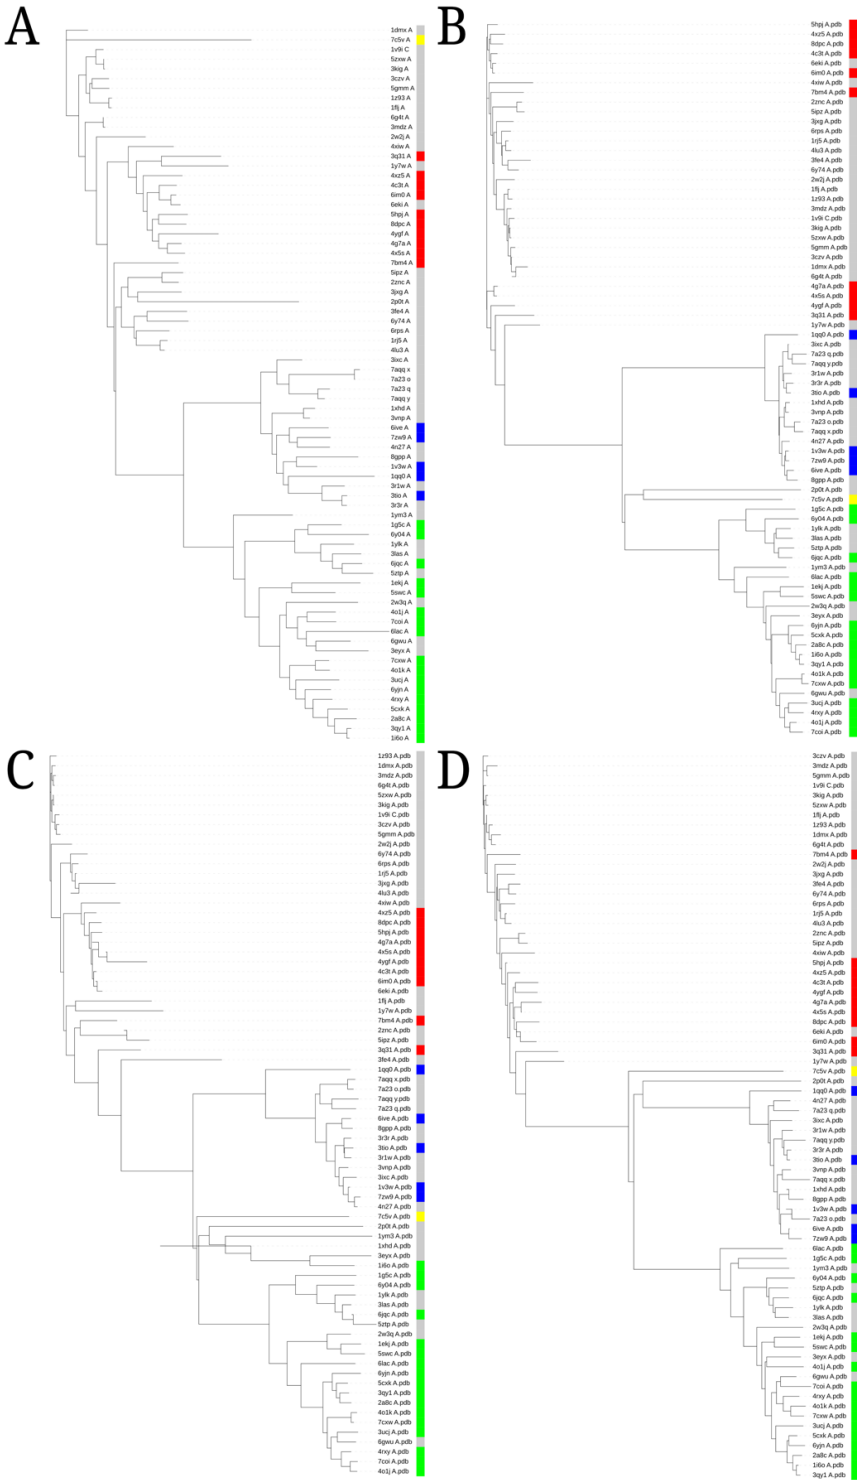 A
1dmx A
7c5v A
1v9i C
5zxw A
3kig A
3czv A
5gmm A
1z93 A
1flj A
6g4t A
3mdz A
2w2j A
4xiw A
3q31 A
1y7w A
4xz5 A
4c3t A
6im0 A
6eki A
5hpj A
8dpc A
4ygf A
4g7a A
4x5s A
7bm4 A
5ipz A
2znc A
3jxg A
2p0t A
3fe4 A
6y74 A
6rps A
1rj5 A
4lu3 A
3ixc A
7aqq x
7a23 o
7a23 q
7aqq y
1xhd A
3vnp A
6ive A
7zw9 A
4n27 A
8gpp A
1v3w A
1qq0 A
3r1w A
3tio A
3r3r A
1ym3 A
1g5c A
6y04 A
1ylk A
3las A
6jqc A
5ztp A
1ekj A
5swc A
2w3q A
4o1j A
7coi A
6lac A
6gwu A
3eyx A
7cxw A
4o1k A
3ucj A
6yjn A
4rxy A
5cxk A
2a8c A
3qy1 A
1i6o A
B
5hpj A.pdb
4xz5 A.pdb
8dpc A.pdb
4c3t A.pdb
6eki A.pdb
6im0 A.pdb
4xiw A.pdb
7bm4 A.pdb
2znc A.pdb
5ipz A.pdb
3jxg A.pdb
6rps A.pdb
1rj5 A.pdb
4lu3 A.pdb
3fe4 A.pdb
6y74 A.pdb
2w2j A.pdb
1flj A.pdb
1z93 A.pdb
3mdz A.pdb
1v9i C.pdb
3kig A.pdb
5zxw A.pdb
5gmm A.pdb
3czv A.pdb
1dmx A.pdb
6g4t A.pdb
4g7a A.pdb
4x5s A.pdb
4ygf A.pdb
3q31 A.pdb
1y7w A.pdb
1qq0 A.pdb
3ixc A.pdb
7a23 q.pdb
7aqq y.pdb
3r1w A.pdb
3r3r A.pdb
3tio A.pdb
1xhd A.pdb
3vnp A.pdb
7a23 o.pdb
7aqq x.pdb
4n27 A.pdb
1v3w A.pdb
7zw9 A.pdb
6ive A.pdb
8gpp A.pdb
2p0t A.pdb
7c5v A.pdb
1g5c A.pdb
6y04 A.pdb
1ylk A.pdb
3las A.pdb
5ztp A.pdb
6jqc A.pdb
1ym3 A.pdb
6lac A.pdb
1ekj A.pdb
5swc A.pdb
2w3q A.pdb
3eyx A.pdb
6yjn A.pdb
5cxk A.pdb
2a8c A.pdb
1i6o A.pdb
3qy1 A.pdb
4o1k A.pdb
7cxw A.pdb
6gwu A.pdb
3ucj A.pdb
4rxy A.pdb
4o1j A.pdb
7coi A.pdb
C
1z93 A.pdb
1dmx A.pdb
3mdz A.pdb
6g4t A.pdb
5zxw A.pdb
3kig A.pdb
1v9i C.pdb
3czv A.pdb
5gmm A.pdb
2w2j A.pdb
6y74 A.pdb
6rps A.pdb
1rj5 A.pdb
3jxg A.pdb
4lu3 A.pdb
4xiw A.pdb
4xz5 A.pdb
8dpc A.pdb
5hpj A.pdb
4g7a A.pdb
4x5s A.pdb
4ygf A.pdb
4c3t A.pdb
6im0 A.pdb
6eki A.pdb
1flj A.pdb
1y7w A.pdb
7bm4 A.pdb
2znc A.pdb
5ipz A.pdb
3q31 A.pdb
3fe4 A.pdb
1qq0 A.pdb
7aqq x.pdb
7a23 o.pdb
7aqq y.pdb
7a23 q.pdb
6ive A.pdb
8gpp A.pdb
3r3r A.pdb
3tio A.pdb
3r1w A.pdb
3vnp A.pdb
3ixc A.pdb
1v3w A.pdb
7zw9 A.pdb
4n27 A.pdb
7c5v A.pdb
2p0t A.pdb
1ym3 A.pdb
1xhd A.pdb
3eyx A.pdb
1i6o A.pdb
1g5c A.pdb
6y04 A.pdb
1ylk A.pdb
3las A.pdb
6jqc A.pdb
5ztp A.pdb
2w3q A.pdb
1ekj A.pdb
5swc A.pdb
6lac A.pdb
6yjn A.pdb
5cxk A.pdb
3qy1 A.pdb
2a8c A.pdb
4o1k A.pdb
7cxw A.pdb
3ucj A.pdb
6gwu A.pdb
4rxy A.pdb
7coi A.pdb
4o1j A.pdb
D
3czv A.pdb
3mdz A.pdb
5gmm A.pdb
1v9i C.pdb
3kig A.pdb
5zxw A.pdb
1flj A.pdb
1z93 A.pdb
1dmx A.pdb
6g4t A.pdb
7bm4 A.pdb
2w2j A.pdb
3jxg A.pdb
3fe4 A.pdb
6y74 A.pdb
6rps A.pdb
1rj5 A.pdb
4lu3 A.pdb
2znc A.pdb
5ipz A.pdb
4xiw A.pdb
5hpj A.pdb
4xz5 A.pdb
4c3t A.pdb
4ygf A.pdb
4g7a A.pdb
4x5s A.pdb
8dpc A.pdb
6eki A.pdb
6im0 A.pdb
3q31 A.pdb
1y7w A.pdb
7c5v A.pdb
2p0t A.pdb
1qq0 A.pdb
4n27 A.pdb
7a23 q.pdb
3ixc A.pdb
3r1w A.pdb
7aqq y.pdb
3r3r A.pdb
3tio A.pdb
3vnp A.pdb
7aqq x.pdb
1xhd A.pdb
8gpp A.pdb
1v3w A.pdb
7a23 o.pdb
6ive A.pdb
7zw9 A.pdb
6lac A.pdb
1g5c A.pdb
1ym3 A.pdb
6y04 A.pdb
5ztp A.pdb
6jqc A.pdb
1ylk A.pdb
3las A.pdb
2w3q A.pdb
1ekj A.pdb
5swc A.pdb
3eyx A.pdb
4o1j A.pdb
6gwu A.pdb
7coi A.pdb
4rxy A.pdb
4o1k A.pdb
7cxw A.pdb
3ucj A.pdb
5cxk A.pdb
6yjn A.pdb
2a8c A.pdb
1i6o A.pdb
3qy1 A.pdb